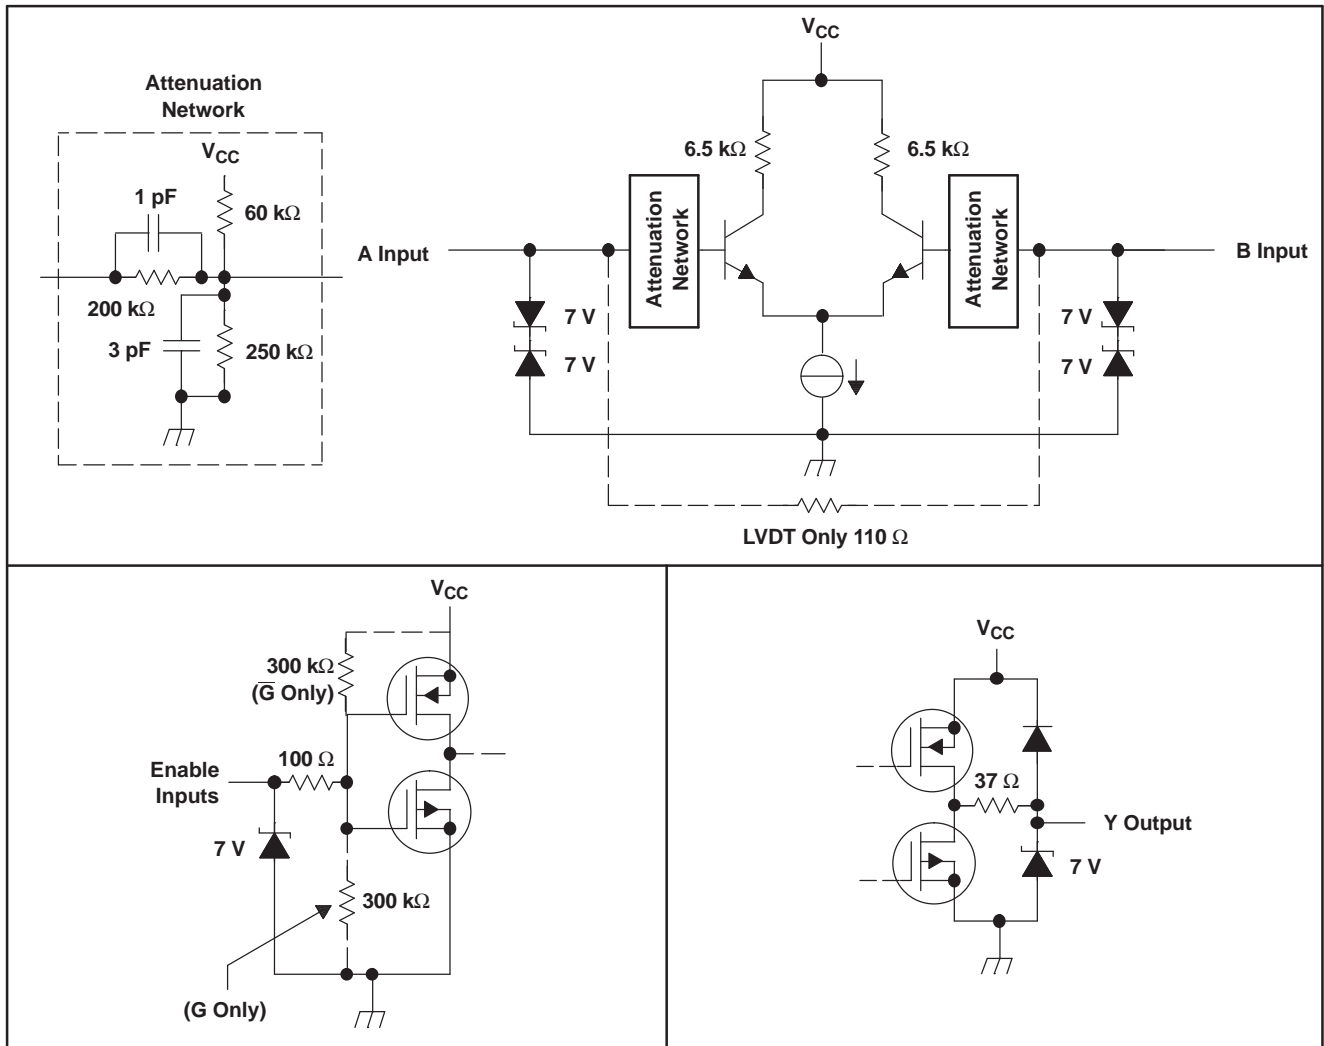 Attenuation
Network
VCC
1 pF
60 kΩ
200 kΩ
3 pF
250 kΩ
VCC
6.5 kΩ
6.5 kΩ
A Input
Attenuation
Network
Attenuation
Network
B Input
7 V
7 V
7 V
7 V
LVDT Only 110 Ω
VCC
300 kΩ
(G̅ Only)
100 Ω
Enable
Inputs
7 V
300 kΩ
(G Only)
VCC
37 Ω
Y Output
7 V